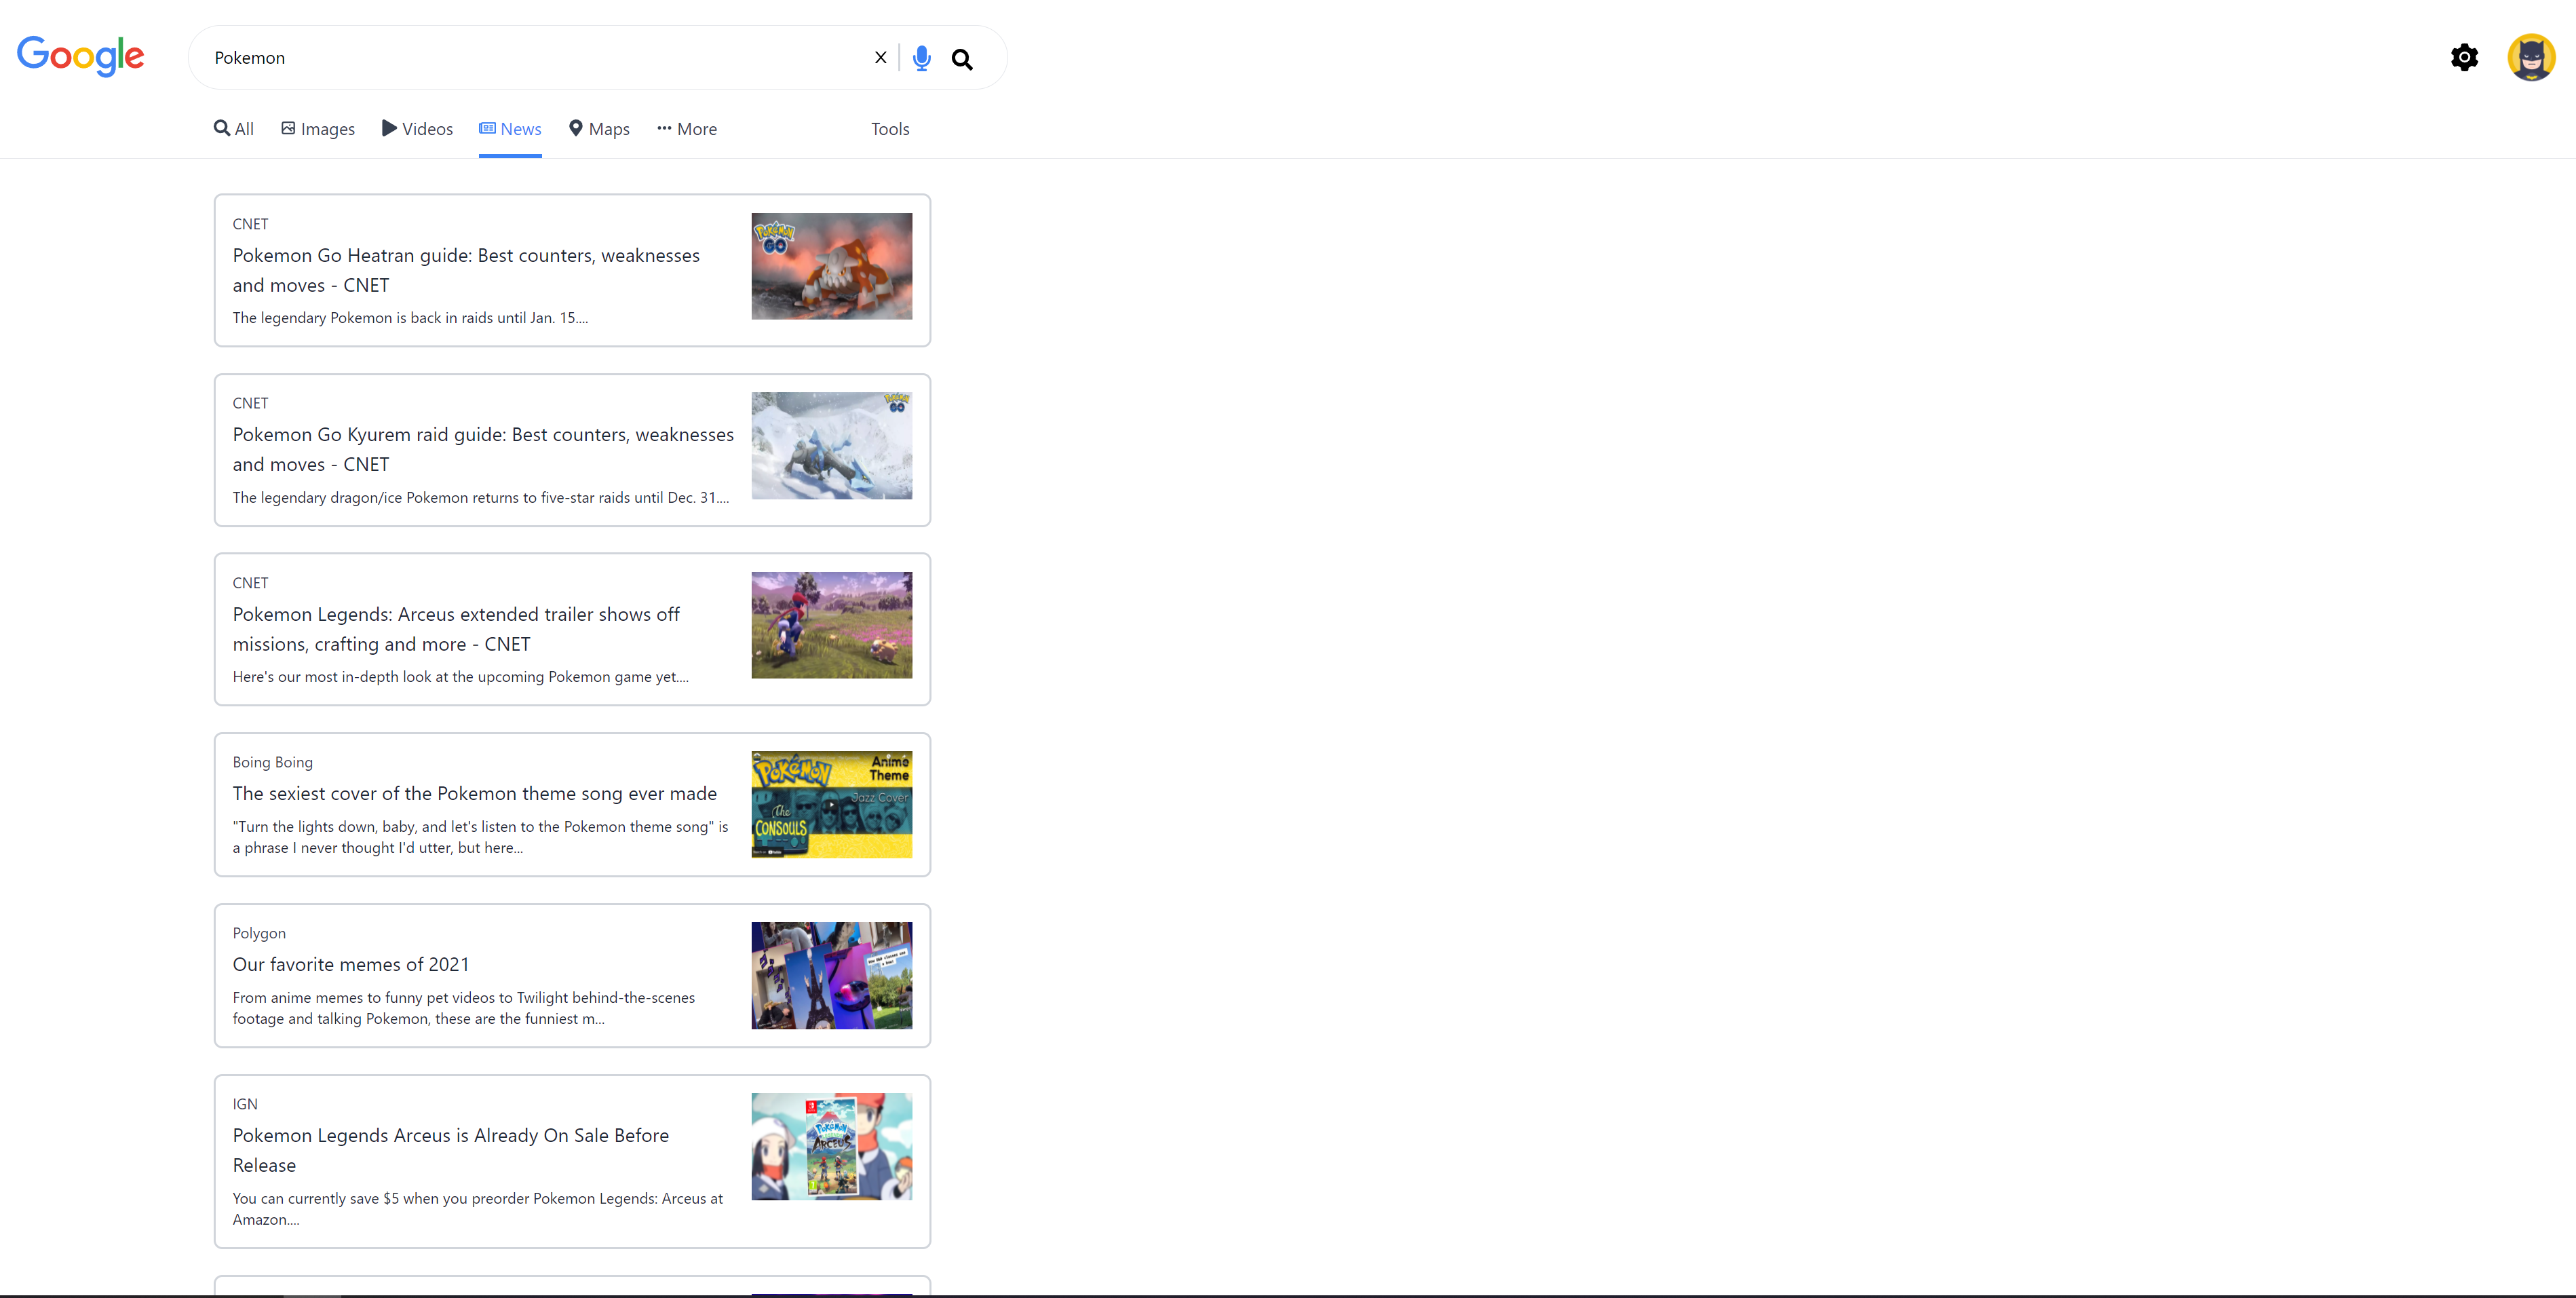 Google
Pokemon
All Images Videos News Maps More Tools
CNET
Pokemon Go Heatran guide: Best counters, weaknesses
and moves - CNET
The legendary Pokemon is back in raids until Jan. 15....
POKÉMON
GO
CNET
Pokemon Go Kyurem raid guide: Best counters, weaknesses
and moves - CNET
The legendary dragon/ice Pokemon returns to five-star raids until Dec. 31....
POKÉMON
GO
CNET
Pokemon Legends: Arceus extended trailer shows off
missions, crafting and more - CNET
Here's our most in-depth look at the upcoming Pokemon game yet....
Boing Boing
The sexiest cover of the Pokemon theme song ever made
"Turn the lights down, baby, and let's listen to the Pokemon theme song" is
a phrase I never thought I'd utter, but here...
POKÉMON
Anime
Theme
Jazz Cover
The
CONSOULS
Polygon
Our favorite memes of 2021
From anime memes to funny pet videos to Twilight behind-the-scenes
footage and talking Pokemon, these are the funniest m...
IGN
Pokemon Legends Arceus is Already On Sale Before
Release
You can currently save $5 when you preorder Pokemon Legends: Arceus at
Amazon....
POKÉMON
ARCEUS